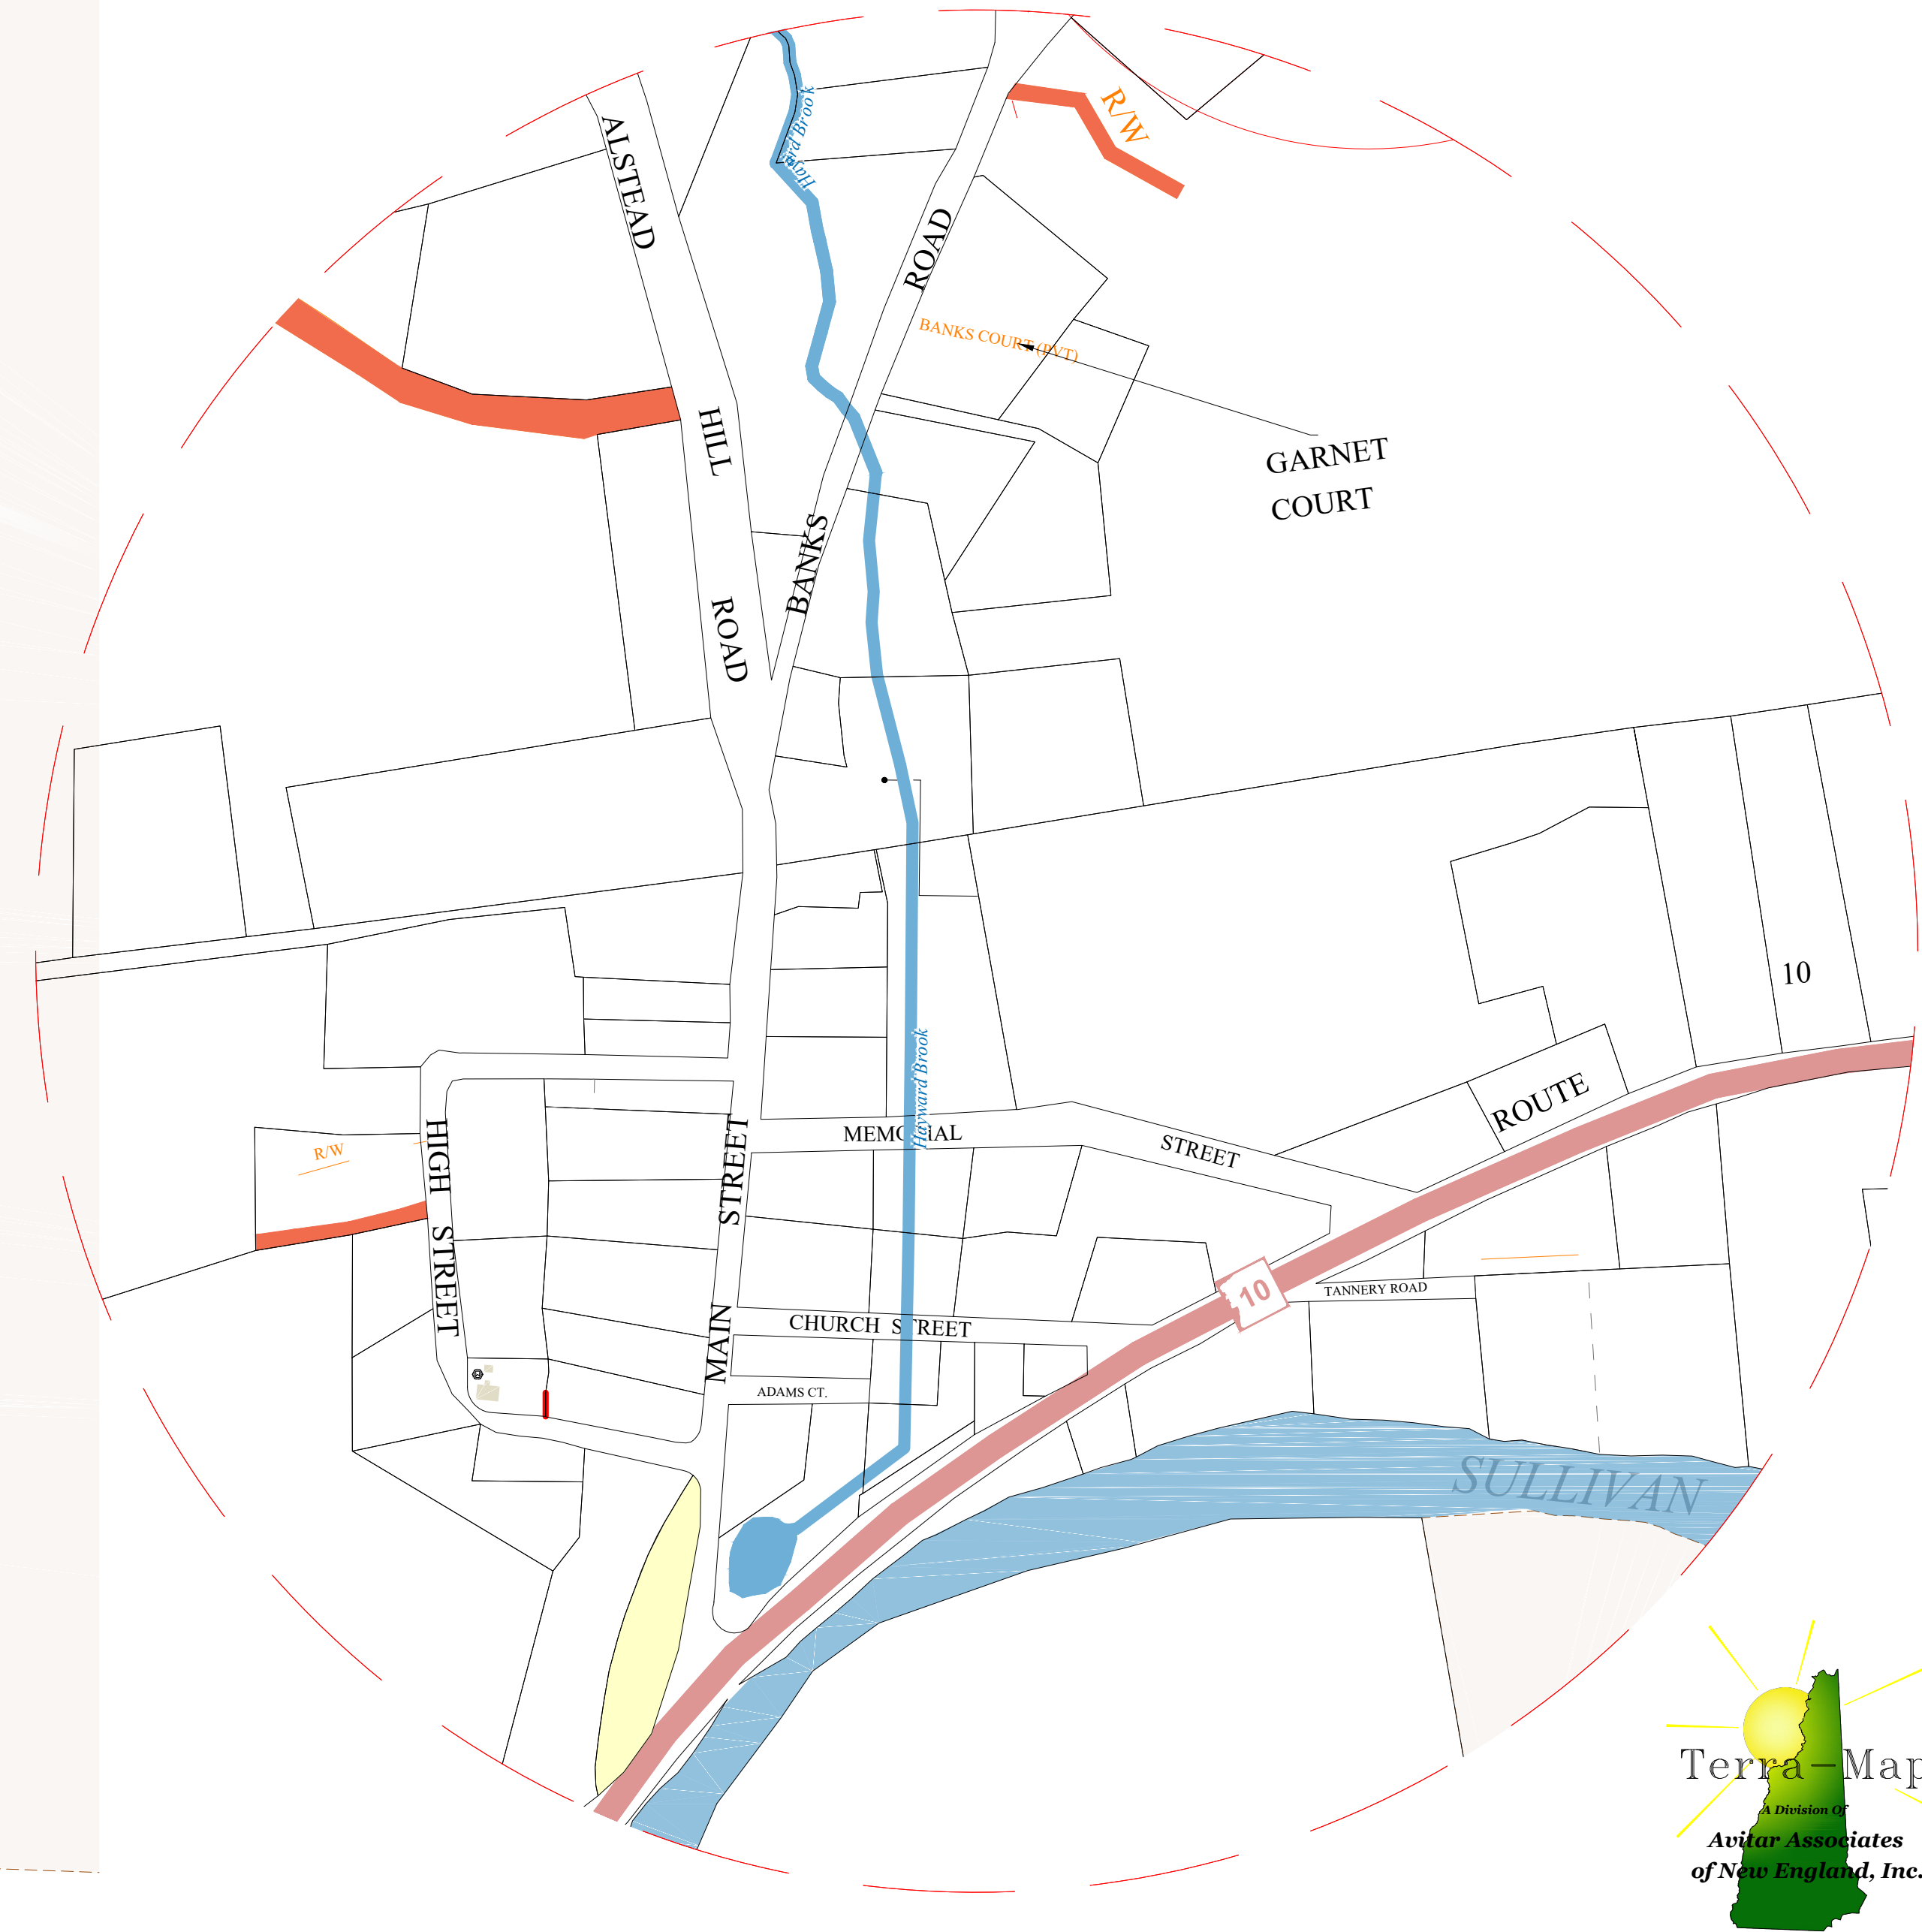 Hayward Brook
R/W
ALSTEAD
HILL
ROAD
ROAD
BANKS
BANKS COURT (PVT)
GARNET
COURT
10
ROUTE
Hayward Brook
HIGH
STREET
R/W
MAIN
STREET
MEMORIAL
STREET
10
TANNERY ROAD
CHURCH STREET
ADAMS CT.
SULLIVAN
Terra-Map
A Division Of
Avitar Associates
of New England, Inc.